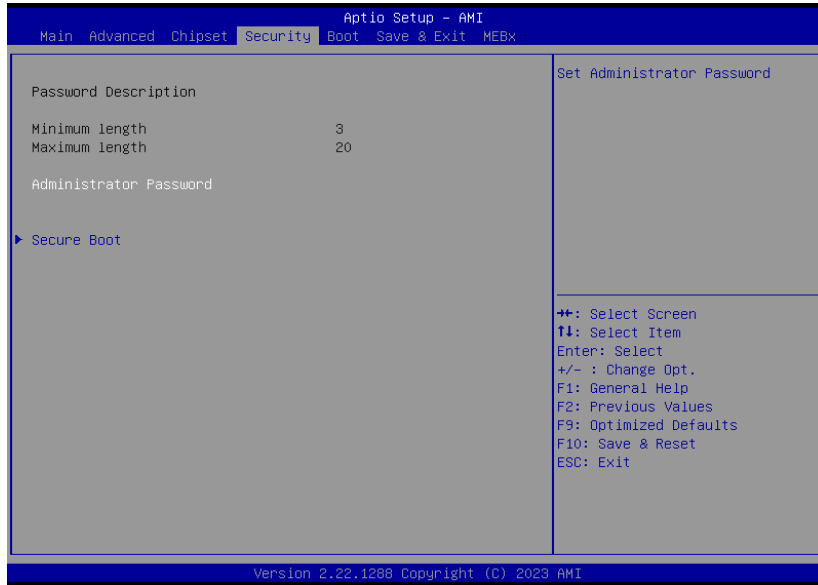 Aptio Setup - AMI
Main Advanced Chipset Security Boot Save & Exit MEBx
Password Description
Minimum length 3
Maximum length 20
Administrator Password
Secure Boot
Set Administrator Password
→←: Select Screen
↑↓: Select Item
Enter: Select
+/- : Change Opt.
F1: General Help
F2: Previous Values
F9: Optimized Defaults
F10: Save & Reset
ESC: Exit
Version 2.22.1288 Copyright (C) 2023 AMI